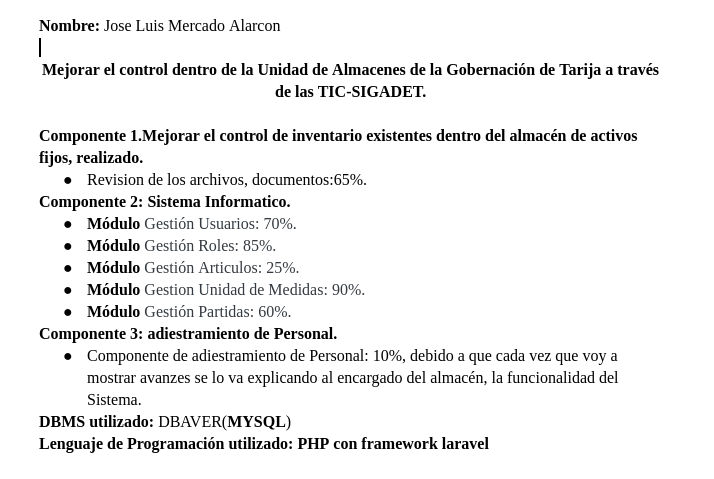 Nombre: Jose Luis Mercado Alarcon
Mejorar el control dentro de la Unidad de Almacenes de la Gobernación de Tarija a través
de las TIC-SIGADET.
Componente 1.Mejorar el control de inventario existentes dentro del almacén de activos
fijos, realizado.
● Revision de los archivos, documentos:65%.
Componente 2: Sistema Informatico.
● Módulo Gestión Usuarios: 70%.
● Módulo Gestión Roles: 85%.
● Módulo Gestión Articulos: 25%.
● Módulo Gestion Unidad de Medidas: 90%.
● Módulo Gestión Partidas: 60%.
Componente 3: adiestramiento de Personal.
● Componente de adiestramiento de Personal: 10%, debido a que cada vez que voy a
mostrar avanzes se lo va explicando al encargado del almacén, la funcionalidad del
Sistema.
DBMS utilizado: DBAVER(MYSQL)
Lenguaje de Programación utilizado: PHP con framework laravel